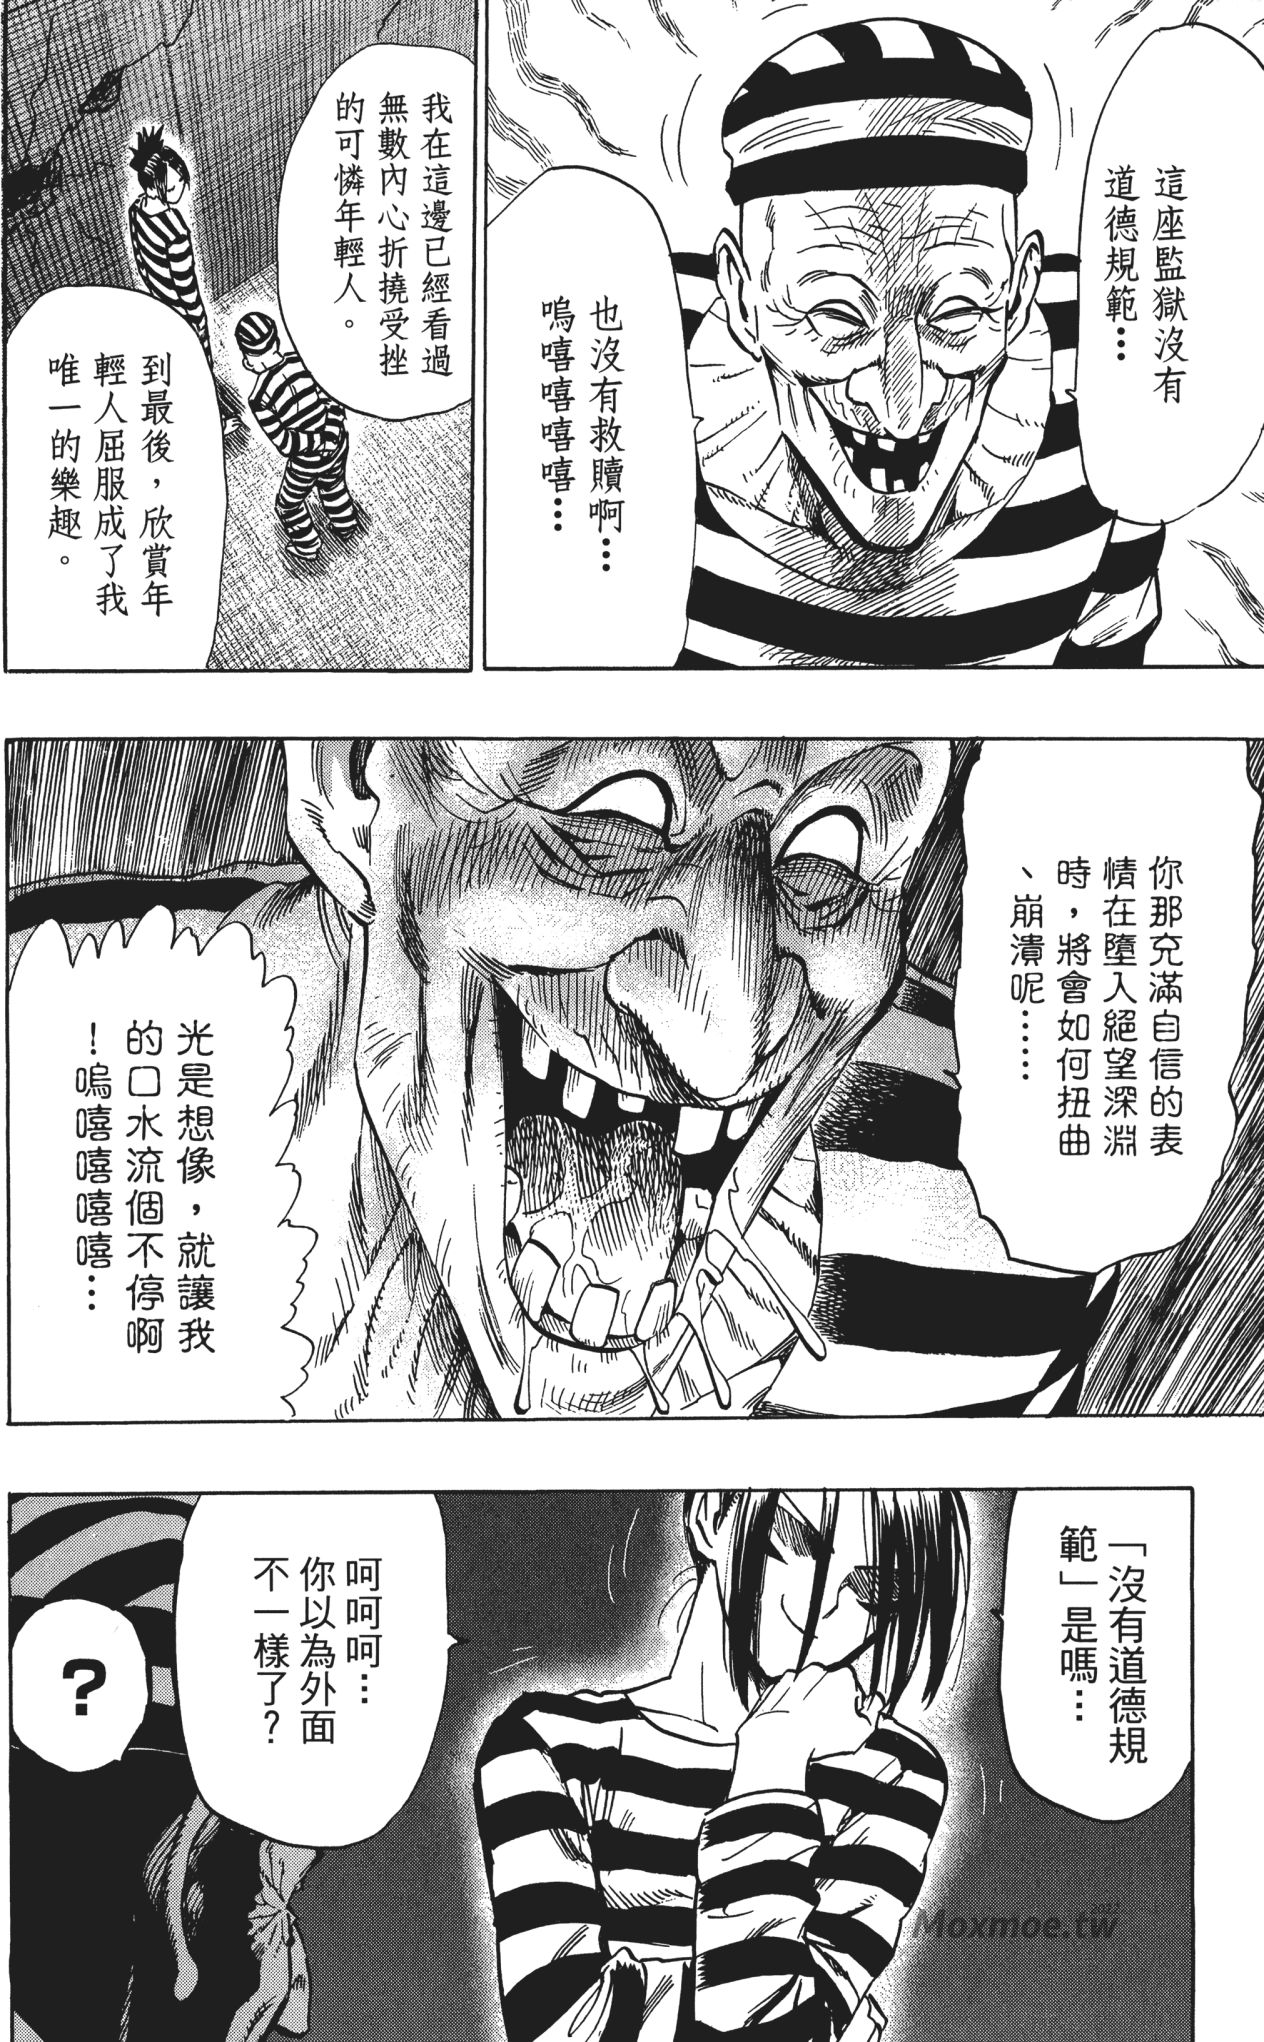 這座監獄沒有
道德規範…
也沒有救贖啊…
嗚嘻嘻嘻嘻…
我在這邊已經看過
無數內心折撓受挫
的可憐年輕人。
到最後，欣賞年
輕人屈服成了我
唯一的樂趣。
你那充滿自信的表
情在墮入絕望深淵
時，將會如何扭曲
、崩潰呢……
光是想像，就讓我
的口水流個不停啊
！嗚嘻嘻嘻嘻…
「沒有道德規
範」是嗎…
呵呵呵…
你以為外面
不一樣了？
？
Moxmoe.tw
2022